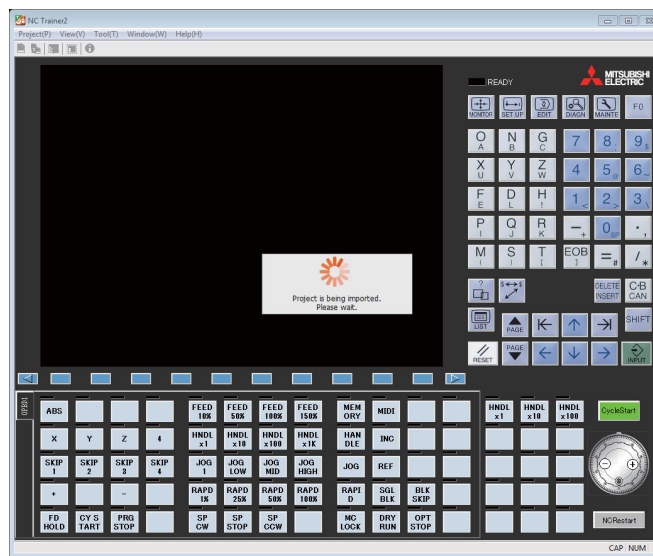 NC Trainer2
Project(P) View(V) Tool(T) Window(W) Help(H)
READY
MITSUBISHI
ELECTRIC
MONITOR SET UP EDIT DIAGN MAINTE F0
O A N B G C 7 8 . 9 $
X U Y V Z W 4 5 6
F E D L H ! 1 < 2 > 3 \
P I Q J R K - + 0 SP . ,
M ( S ) T [ EOB ] = # / *
? $↔$ DELETE INSERT C·B CAN
LIST PAGE SHIFT
RESET PAGE INPUT
Project is being imported.
Please wait.
OPERT
ABS FEED 10% FEED 50% FEED 100% FEED 150% MEM ORY MIDI HNDL x1 HNDL x10 HNDL x100 CycleStart
X Y Z 4 HNDL x1 HNDL x10 HNDL x100 HNDL x1K HAN DLE INC
SKIP 1 SKIP 2 SKIP 3 SKIP 4 JOG 1 JOG LOW JOG MID JOG HIGH JOG REF
+ - RAPD 1% RAPD 25% RAPD 50% RAPD 100% RAPI D SGL BLK BLK SKIP
FD HOLD CY S TART PRG STOP SP CW SP STOP SP CCW MC LOCK DRY RUN OPT STOP NCRestart
CAP NUM